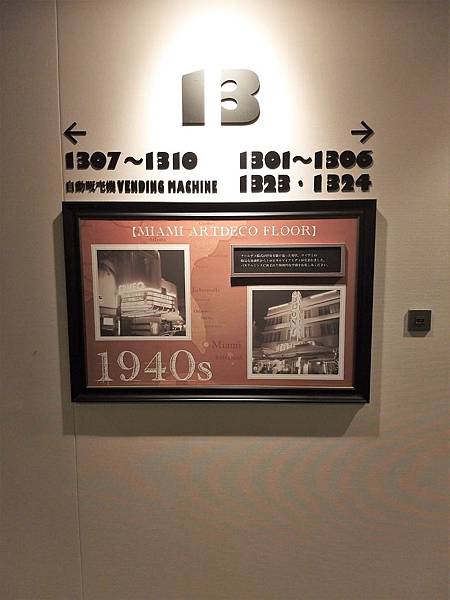 13
← →
1307～1310
1301～1306
自動販売機 VENDING MACHINE
1323・1324
【MIAMI ARTDECO FLOOR】
Miami
1940s